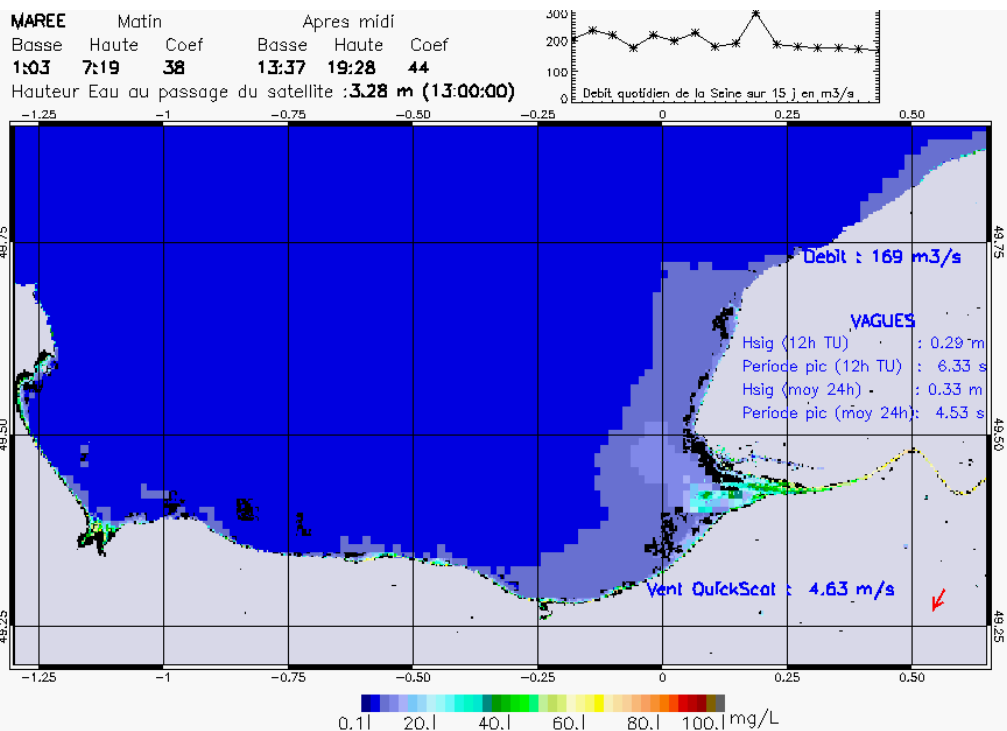 MAREE Matin Apres midi
Basse Haute Coef Basse Haute Coef
1:03 7:19 38 13:37 19:28 44
Hauteur Eau au passage du satellite : 3.28 m (13:00:00)
300
200
100
0
Debit quotidien de la Seine sur 15 j en m3/s
-1.25 -1 -0.75 -0.50 -0.25 0 0.25 0.50
49.75 49.75
Debit : 169 m3/s
VAGUES
Hsig (12h TU) : 0.29 m
Periode pic (12h TU) : 6.33 s
Hsig (moy 24h) : 0.33 m
Periode pic (moy 24h): 4.53 s
49.50 49.50
Vent QuickScat : 4.63 m/s
49.25 49.25
-1.25 -1 -0.75 -0.50 -0.25 0 0.25 0.50
0.1 20.1 40.1 60.1 80.1 100.1 mg/L